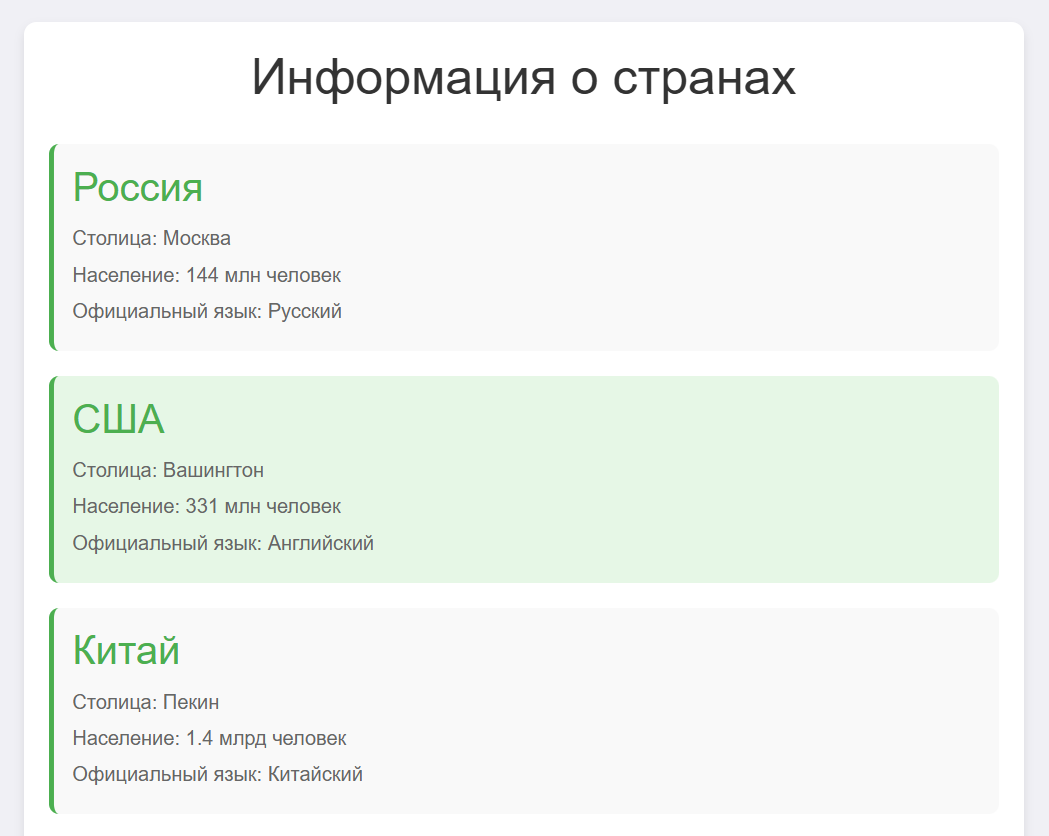 Информация о странах
Россия
Столица: Москва
Население: 144 млн человек
Официальный язык: Русский
США
Столица: Вашингтон
Население: 331 млн человек
Официальный язык: Английский
Китай
Столица: Пекин
Население: 1.4 млрд человек
Официальный язык: Китайский